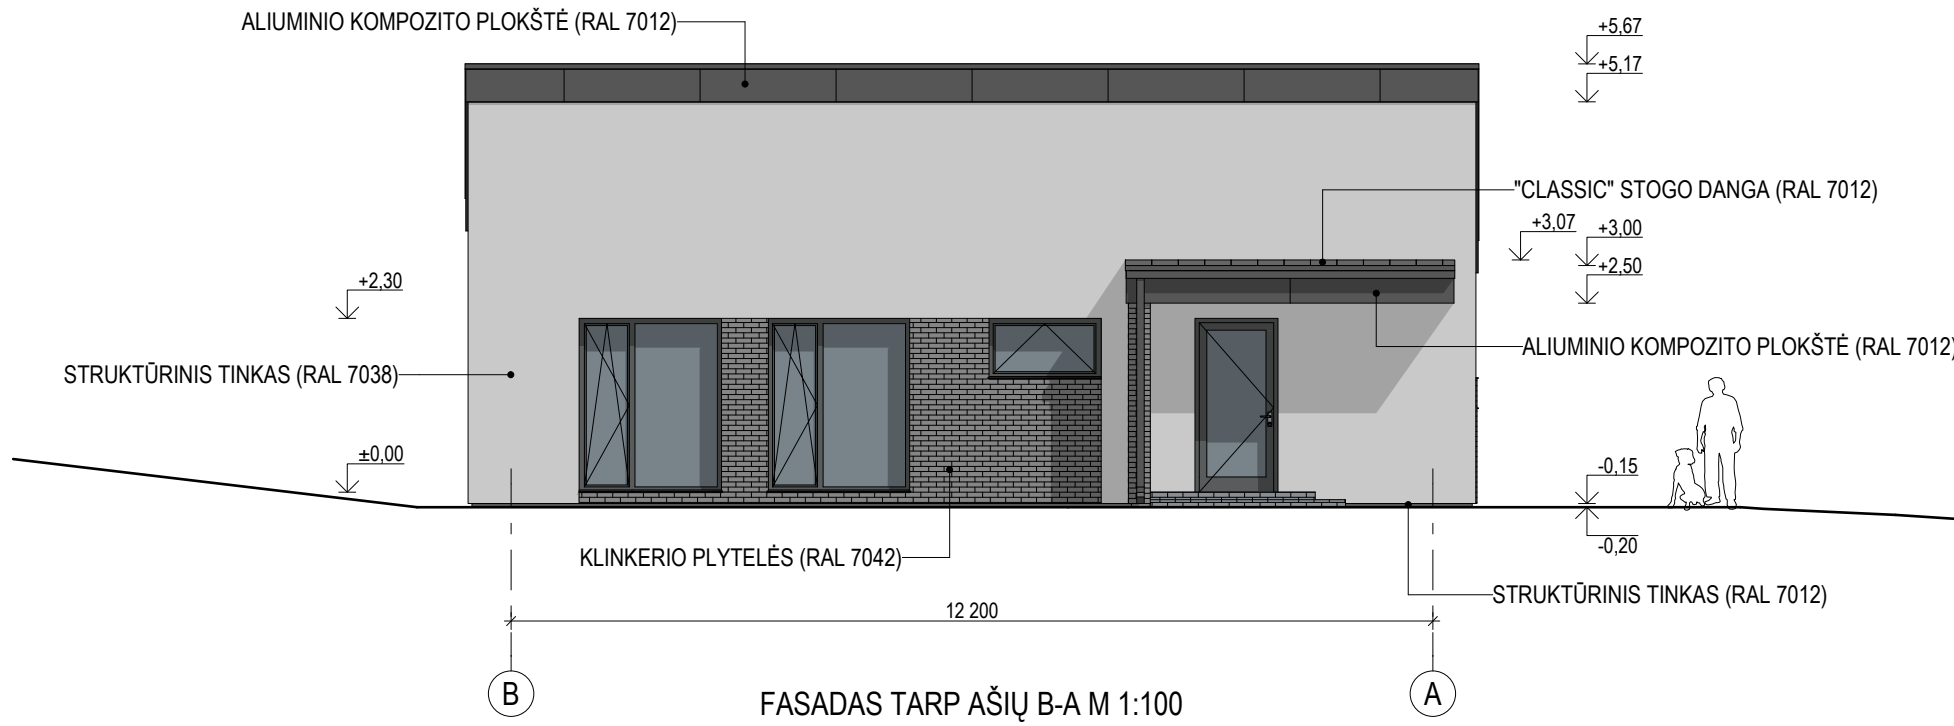 ALIUMINIO KOMPOZITO PLOKŠTĖ (RAL 7012)
+5,67
+5,17
"CLASSIC" STOGO DANGA (RAL 7012)
+3,07
+3,00
+2,50
+2,30
ALIUMINIO KOMPOZITO PLOKŠTĖ (RAL 7012)
STRUKTŪRINIS TINKAS (RAL 7038)
±0,00
-0,15
-0,20
KLINKERIO PLYTELĖS (RAL 7042)
STRUKTŪRINIS TINKAS (RAL 7012)
12 200
B
A
FASADAS TARP AŠIŲ B-A M 1:100